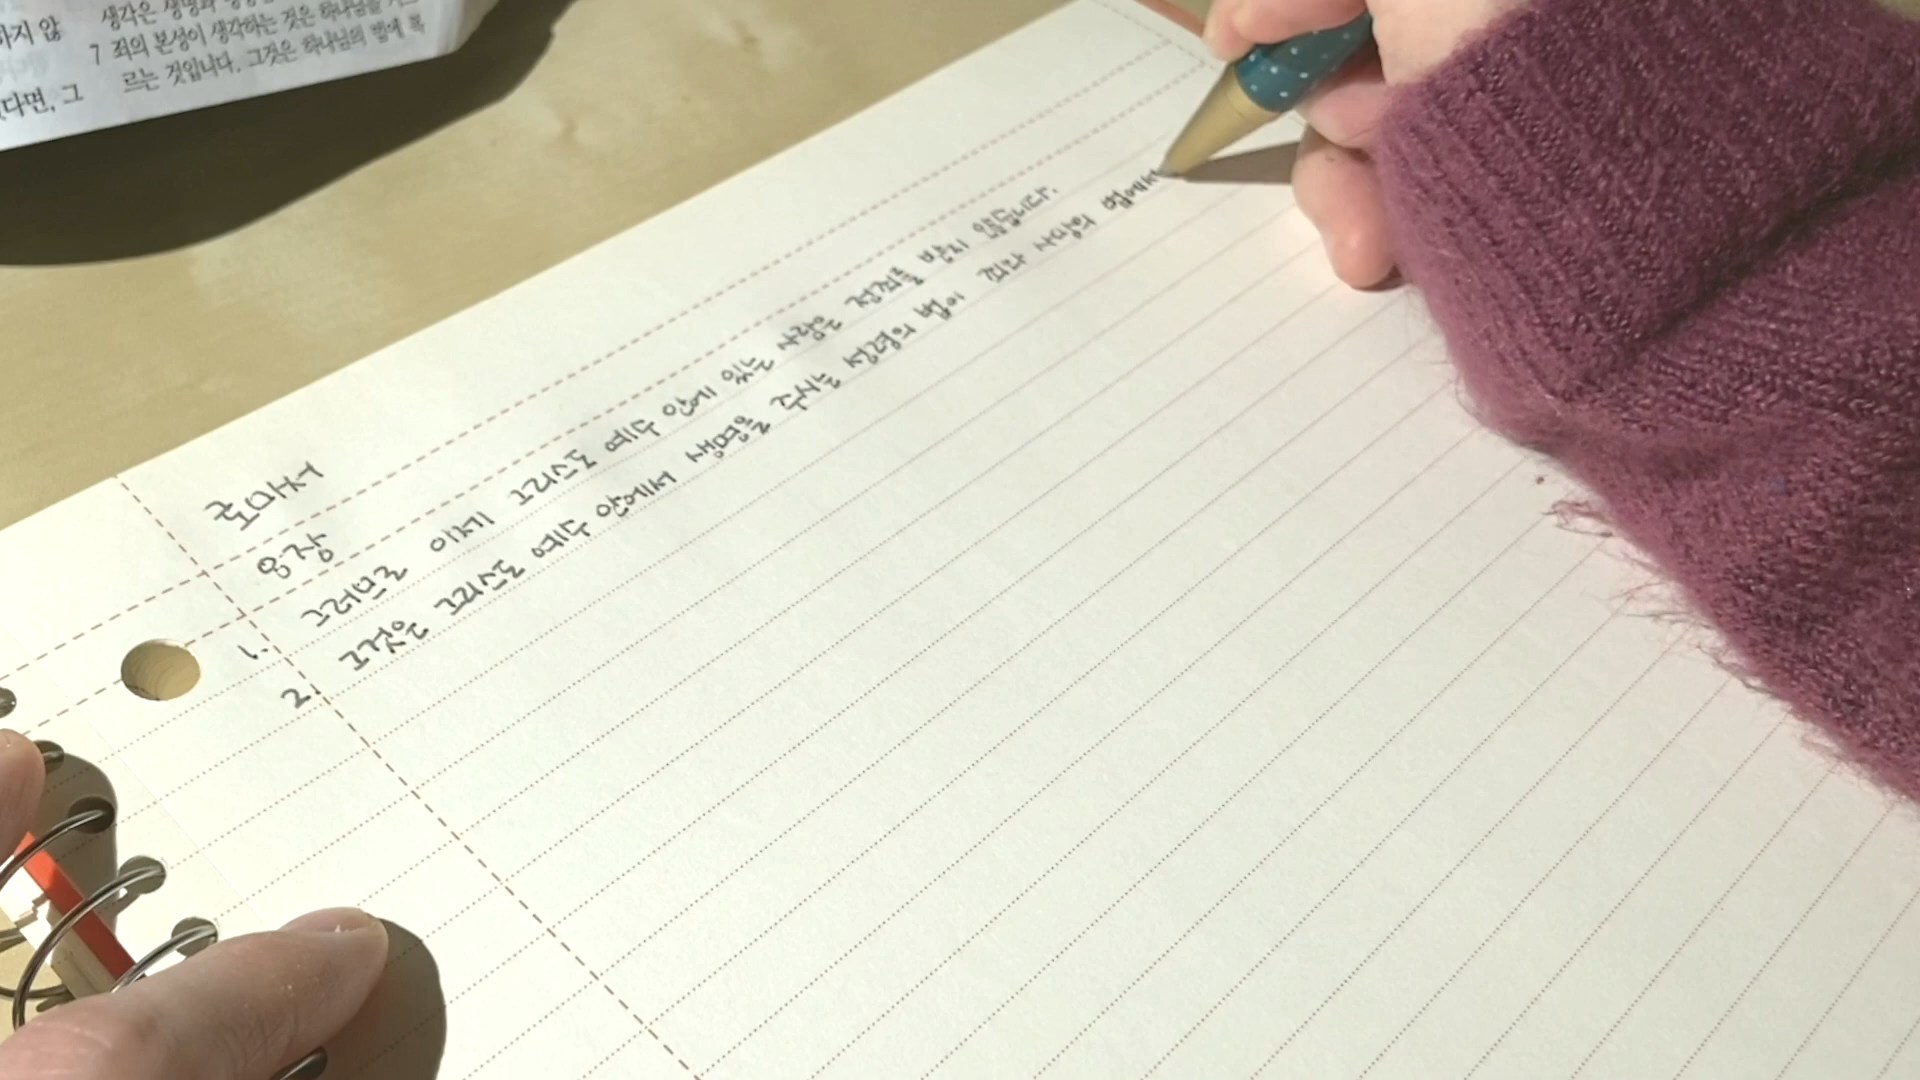 하지 않
있다면, 그
생각은 생명과
7 죄의 본성이 생각하는 것은 하나님을
르는 것입니다. 그것은 하나님의 법에 복
로마서
8장
1. 그러므로 이제 그리스도 예수 안에 있는 사람은 정죄를 받지 않습니다.
2. 그것은 그리스도 예수 안에서 생명을 주시는 성령의 법이 죄와 사망의 법에서